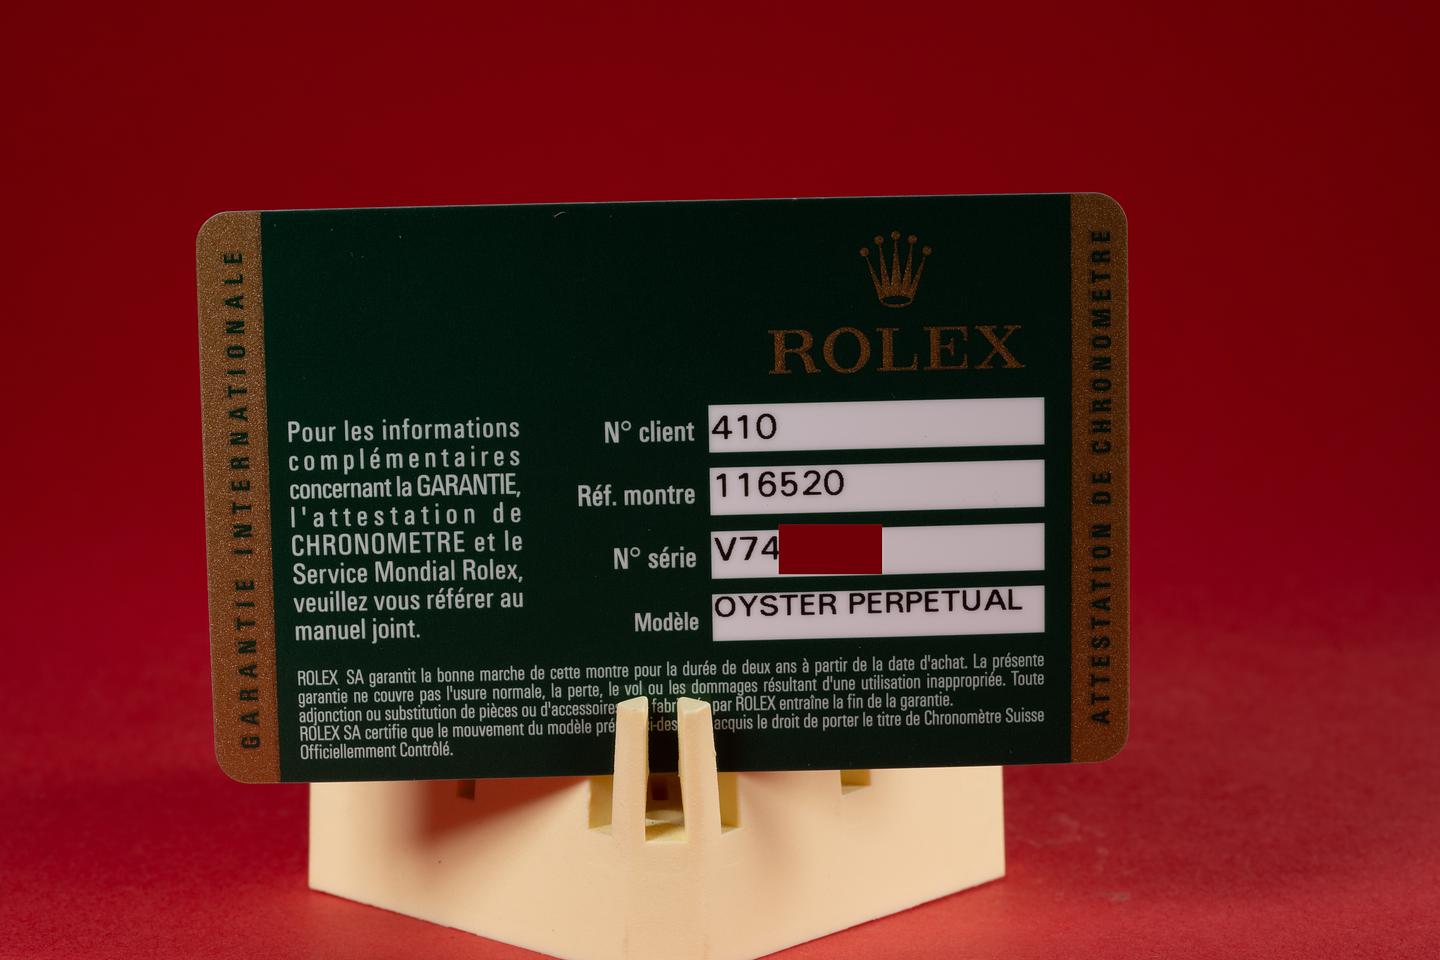 GARANTIE INTERNATIONALE
ROLEX
Pour les informations
complémentaires
concernant la GARANTIE,
l'attestation de
CHRONOMETRE et le
Service Mondial Rolex,
veuillez vous référer au
manuel joint.
N° client 410
Réf. montre 116520
N° série V74
Modèle OYSTER PERPETUAL
ROLEX SA garantit la bonne marche de cette montre pour la durée de deux ans à partir de la date d'achat. La présente
garantie ne couvre pas l'usure normale, la perte, le vol ou les dommages résultant d'une utilisation inappropriée. Toute
adjonction ou substitution de pièces ou d'accessoires par ROLEX entraîne la fin de la garantie.
ROLEX SA certifie que le mouvement du modèle acquis le droit de porter le titre de Chronomètre Suisse
Officiellemment Contrôlé.
ATTESTATION DE CHRONOMETRE